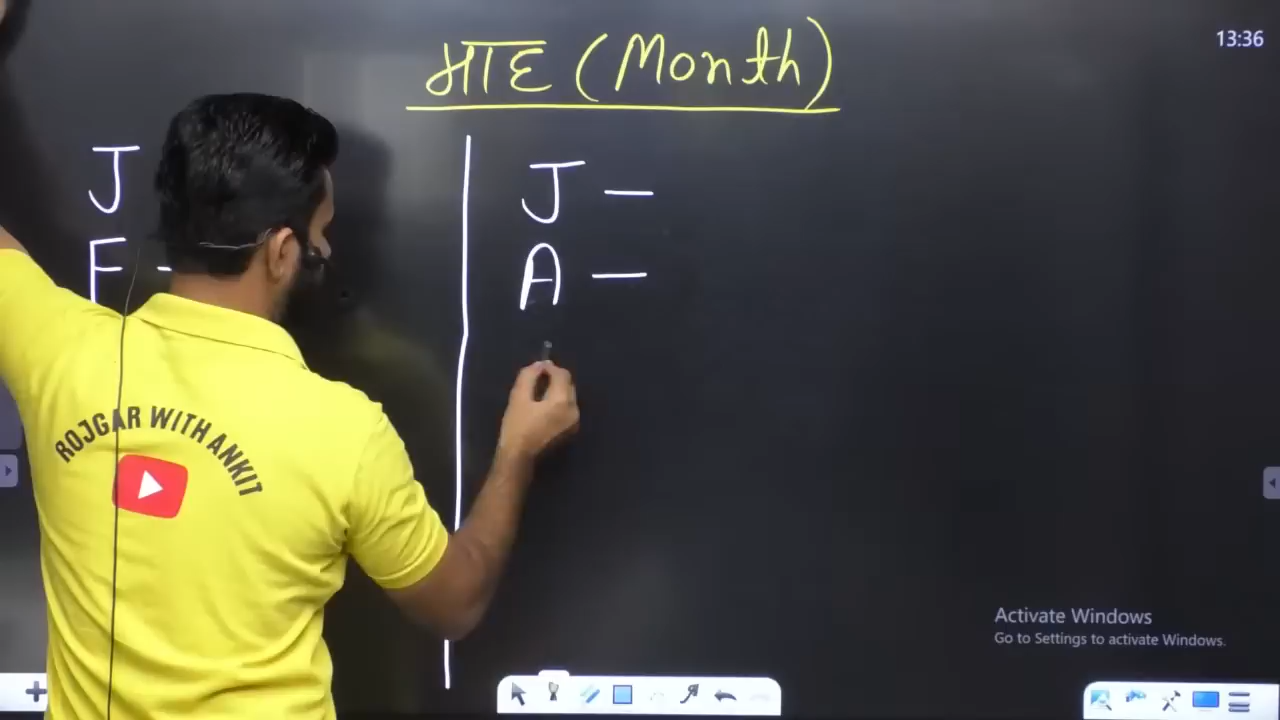 माह (Month)
13:36
J
F -
J -
A -
ROJGAR WITH ANKIT
Activate Windows
Go to Settings to activate Windows.